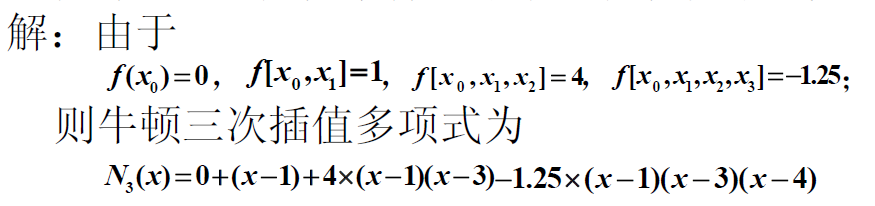 解：由于
f(x₀)=0，f[x₀,x₁]=1, f[x₀,x₁,x₂]=4, f[x₀,x₁,x₂,x₃]=–1.25;
则牛顿三次插值多项式为
N₃(x)=0+(x–1)+4×(x–1)(x–3)–1.25×(x–1)(x–3)(x–4)